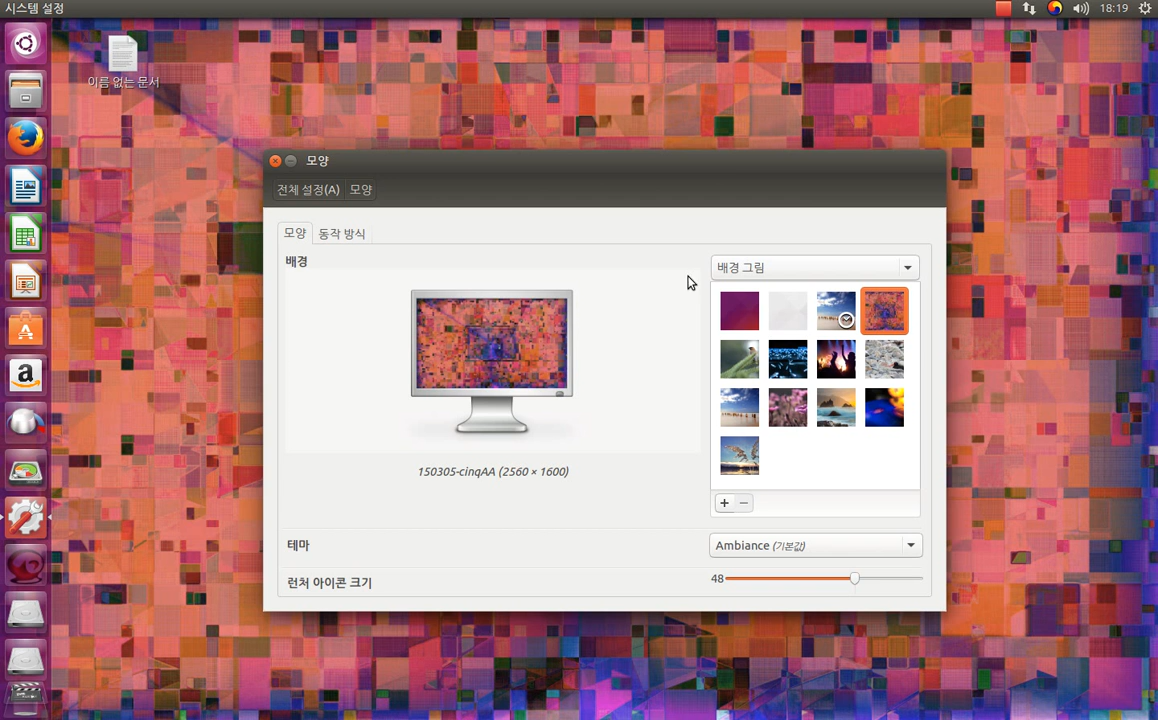 시스템 설정
18:19
이름 없는 문서
모양
전체 설정(A) 모양
모양 동작 방식
배경
배경 그림
150305-cinqAA (2560 × 1600)
테마
Ambiance (기본값)
런처 아이콘 크기
48